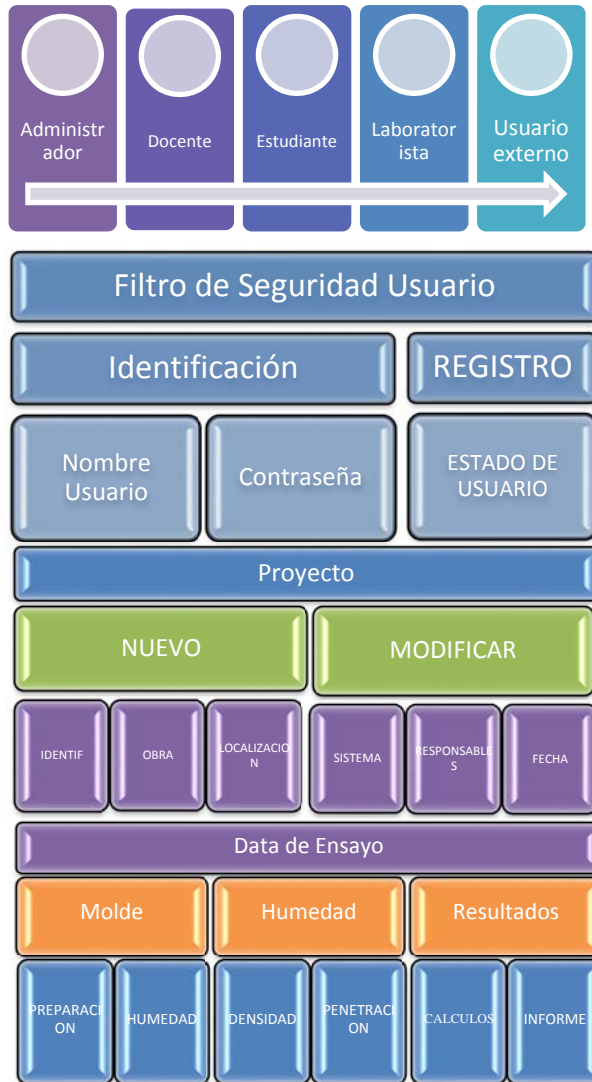 Administr
ador
Docente
Estudiante
Laborator
ista
Usuario
externo
Filtro de Seguridad Usuario
Identificación
REGISTRO
Nombre
Usuario
Contraseña
ESTADO DE
USUARIO
Proyecto
NUEVO
MODIFICAR
IDENTIF
OBRA
LOCALIZACIO
N
SISTEMA
RESPONSABLE
S
FECHA
Data de Ensayo
Molde
Humedad
Resultados
PREPARACI
ON
HUMEDAD
DENSIDAD
PENETRACI
ON
CALCULOS
INFORME